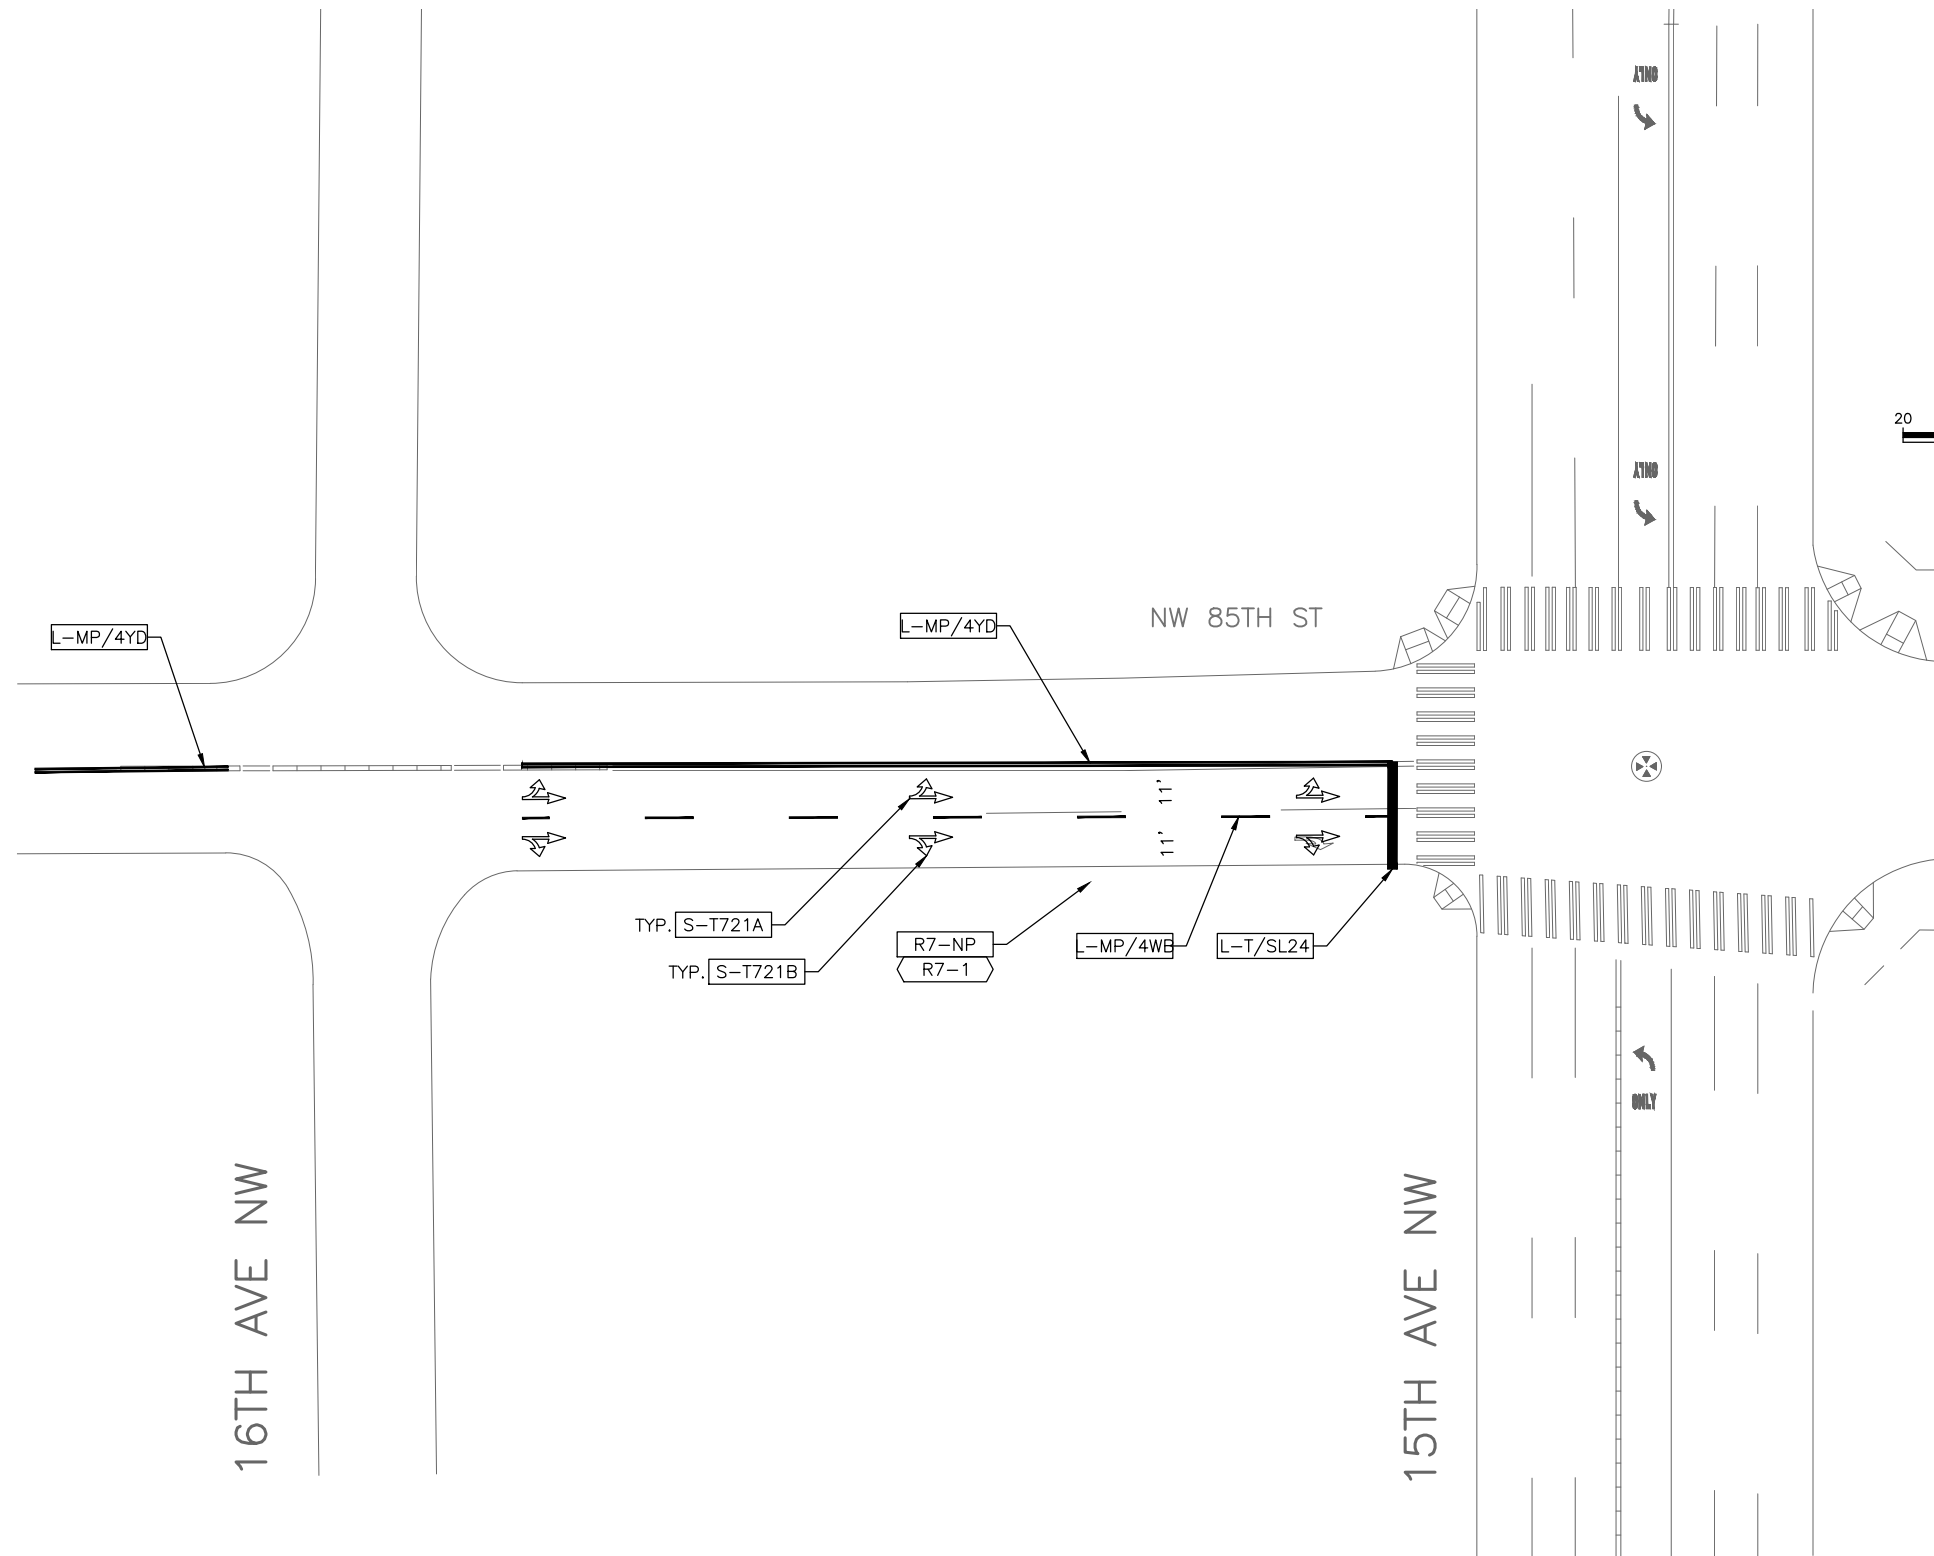 ONLY
20
ONLY
NW 85TH ST
L-MP/4YD
L-MP/4YD
11'
11'
TYP. S-T721A
R7-NP
L-MP/4WB
L-T/SL24
TYP. S-T721B
R7-1
ONLY
16TH AVE NW
15TH AVE NW